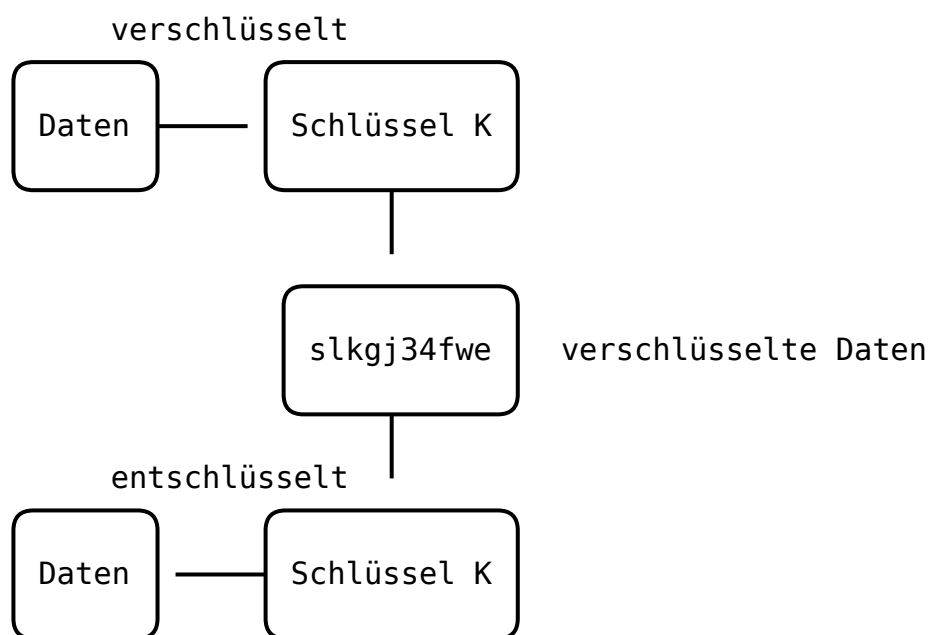 verschlüsselt
Daten
Schlüssel K
slkgj34fwe
verschlüsselte Daten
entschlüsselt
Daten
Schlüssel K